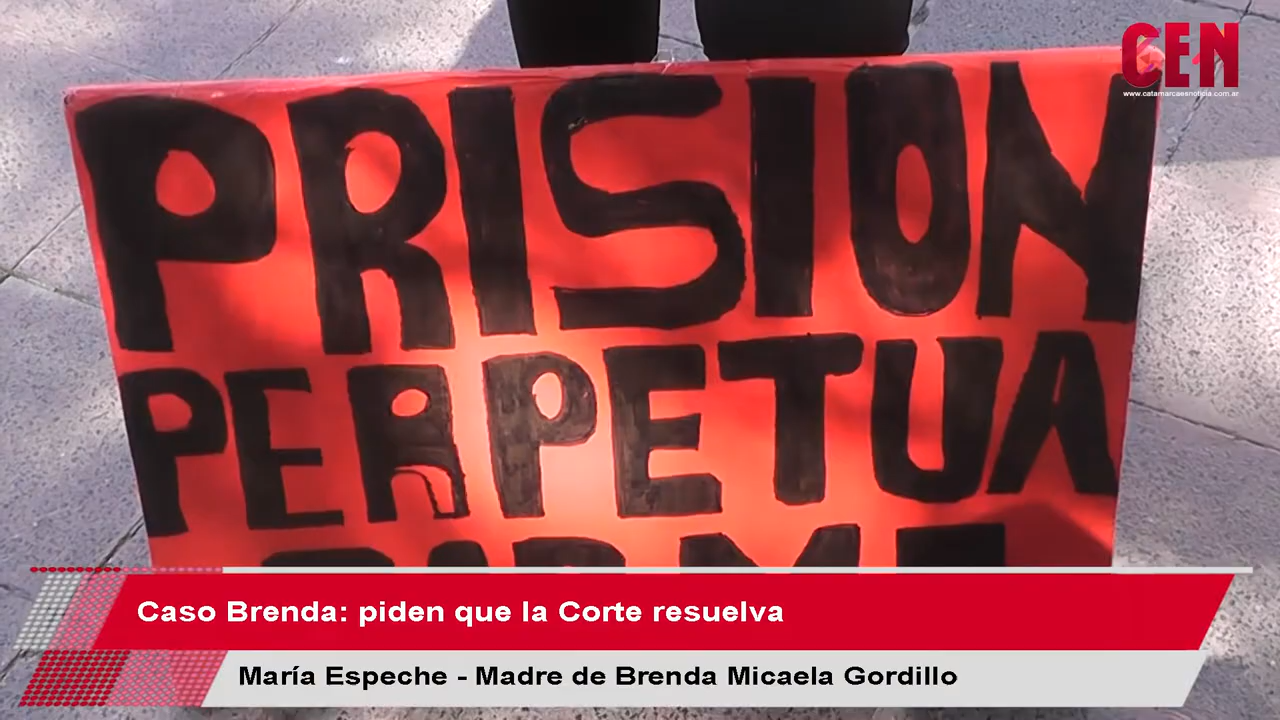 CEN
www.catamarcaesnoticia.com.ar
PRISION
PERPETUA
Caso Brenda: piden que la Corte resuelva
María Espeche - Madre de Brenda Micaela Gordillo